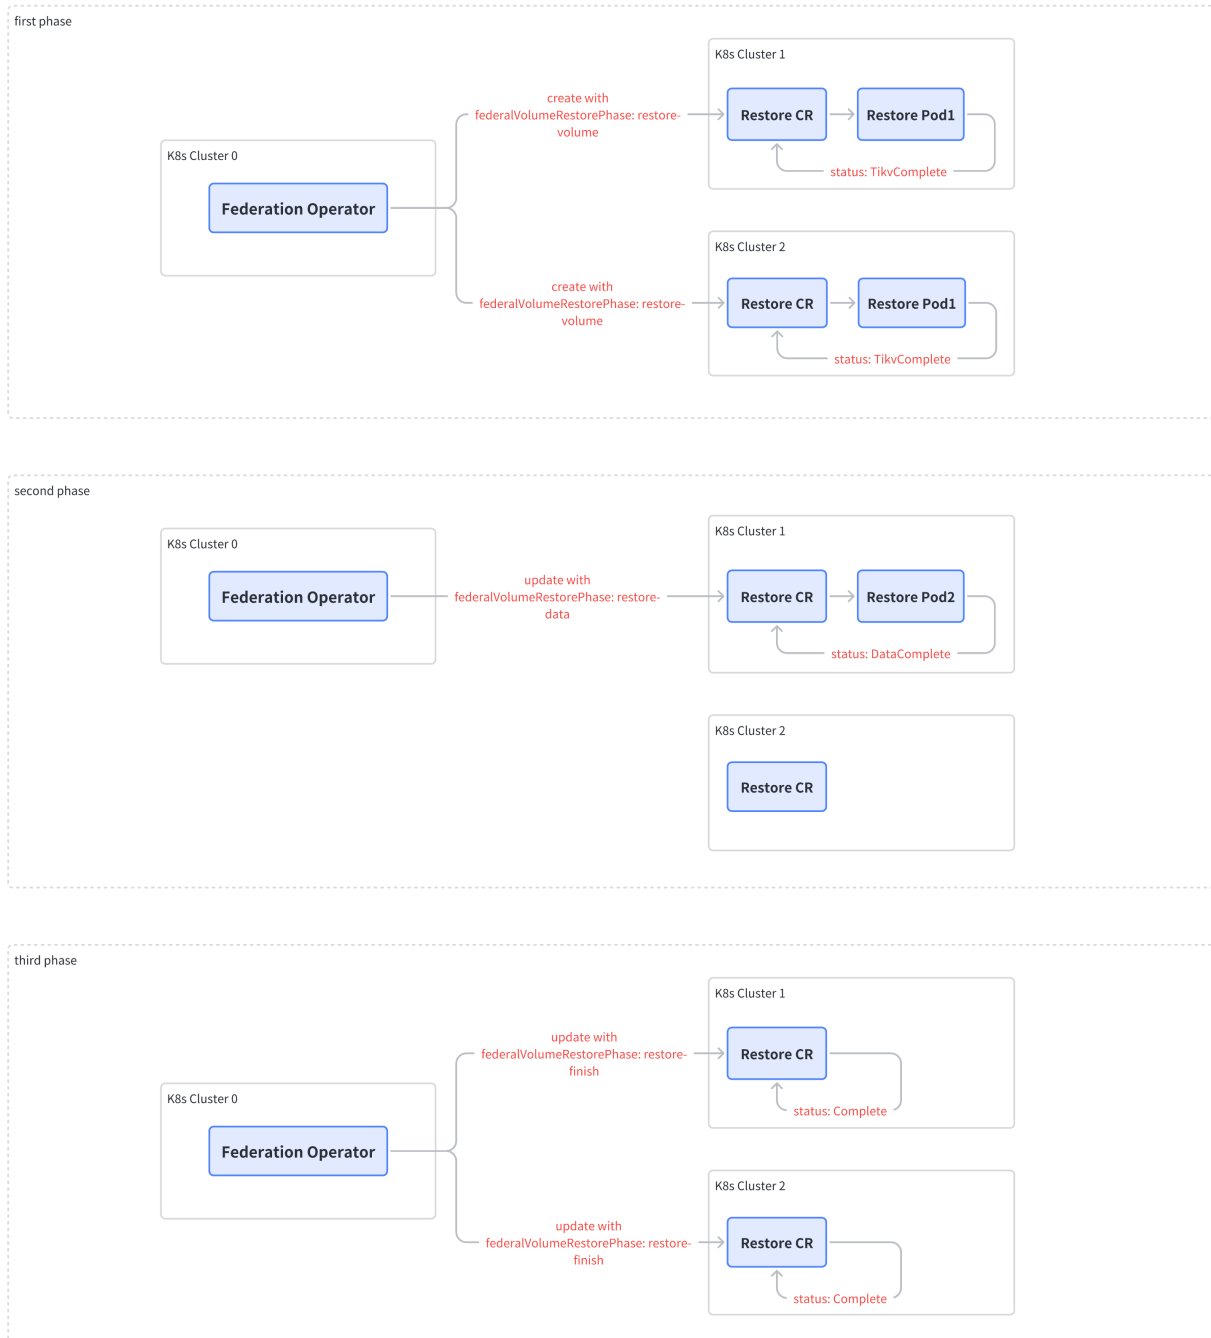 first phase
K8s Cluster 0
Federation Operator
create with
federalVolumeRestorePhase: restore-
volume
K8s Cluster 1
Restore CR
Restore Pod1
status: TikvComplete
create with
federalVolumeRestorePhase: restore-
volume
K8s Cluster 2
Restore CR
Restore Pod1
status: TikvComplete
second phase
K8s Cluster 0
Federation Operator
update with
federalVolumeRestorePhase: restore-
data
K8s Cluster 1
Restore CR
Restore Pod2
status: DataComplete
K8s Cluster 2
Restore CR
third phase
K8s Cluster 0
Federation Operator
update with
federalVolumeRestorePhase: restore-
finish
K8s Cluster 1
Restore CR
status: Complete
update with
federalVolumeRestorePhase: restore-
finish
K8s Cluster 2
Restore CR
status: Complete